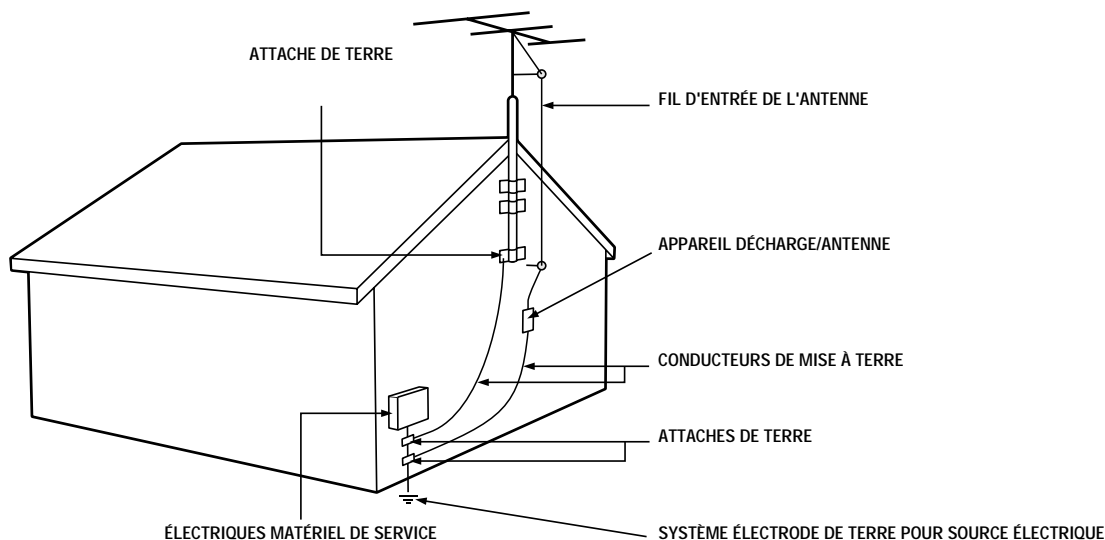 ATTACHE DE TERRE
FIL D'ENTRÉE DE L'ANTENNE
APPAREIL DÉCHARGE/ANTENNE
CONDUCTEURS DE MISE À TERRE
ATTACHES DE TERRE
ÉLECTRIQUES MATÉRIEL DE SERVICE
SYSTÈME ÉLECTRODE DE TERRE POUR SOURCE ÉLECTRIQUE